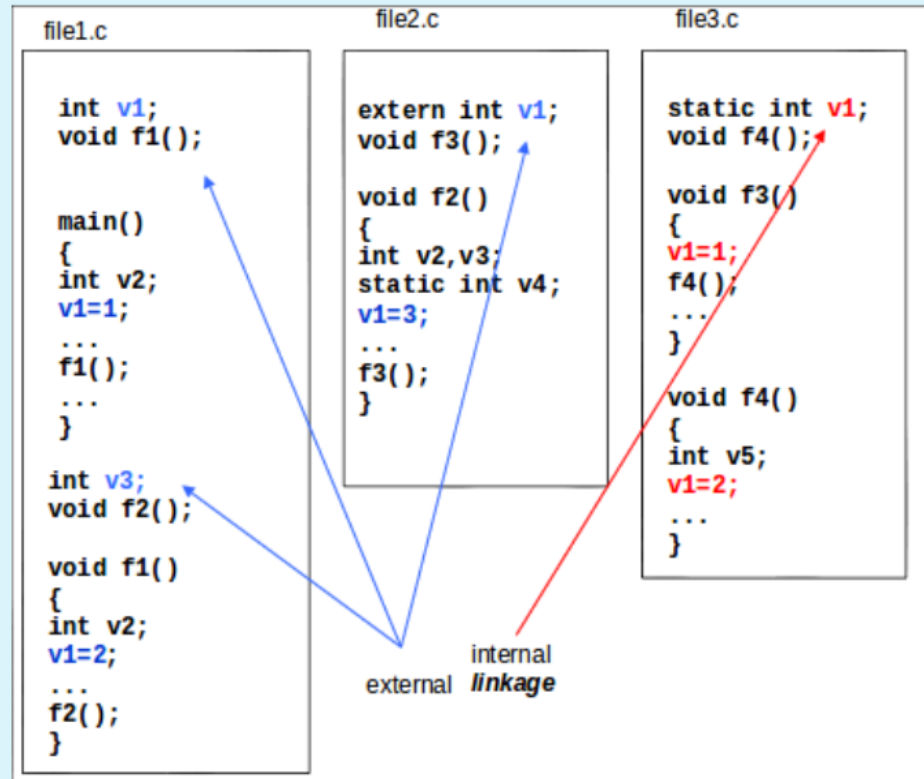 file1.c
int v1;
void f1();
main()
{
int v2;
v1=1;
...
f1();
...
}
int v3;
void f2();
void f1()
{
int v2;
v1=2;
...
f2();
}
file2.c
extern int v1;
void f3();
void f2()
{
int v2,v3;
static int v4;
v1=3;
...
f3();
}
file3.c
static int v1;
void f4();
void f3()
{
v1=1;
f4();
...
}
void f4()
{
int v5;
v1=2;
...
}
external
internal
linkage